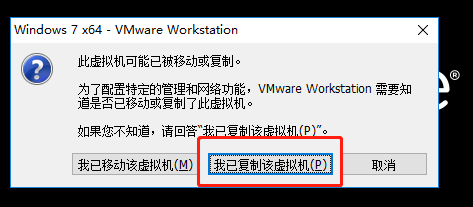 Windows 7 x64 - VMware Workstation
此虚拟机可能已被移动或复制。
为了配置特定的管理和网络功能，VMware Workstation 需要知
道是否已移动或复制了此虚拟机。
如果您不知道，请回答“我已复制该虚拟机(P)”。
我已移动该虚拟机(M)
我已复制该虚拟机(P)
取消